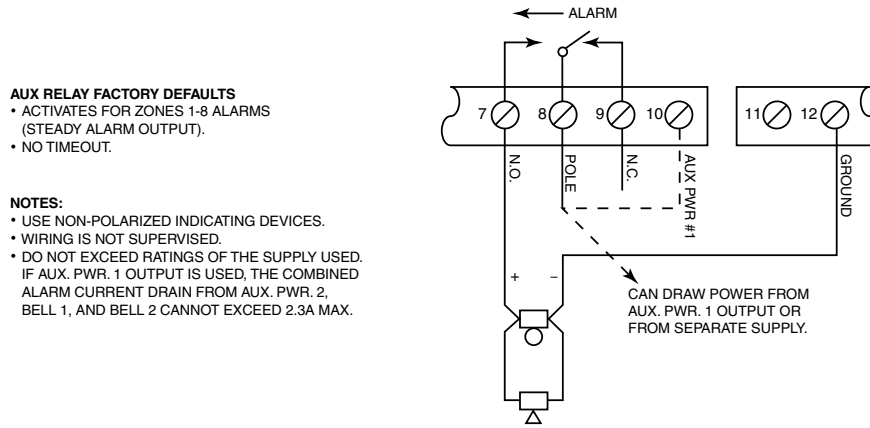 ALARM
AUX RELAY FACTORY DEFAULTS
• ACTIVATES FOR ZONES 1-8 ALARMS
(STEADY ALARM OUTPUT).
• NO TIMEOUT.
NOTES:
• USE NON-POLARIZED INDICATING DEVICES.
• WIRING IS NOT SUPERVISED.
• DO NOT EXCEED RATINGS OF THE SUPPLY USED.
IF AUX. PWR. 1 OUTPUT IS USED, THE COMBINED
ALARM CURRENT DRAIN FROM AUX. PWR. 2,
BELL 1, AND BELL 2 CANNOT EXCEED 2.3A MAX.
7 8 9 10 11 12
N.O.
POLE
N.C.
AUX PWR #1
GROUND
+ –
CAN DRAW POWER FROM
AUX. PWR. 1 OUTPUT OR
FROM SEPARATE SUPPLY.